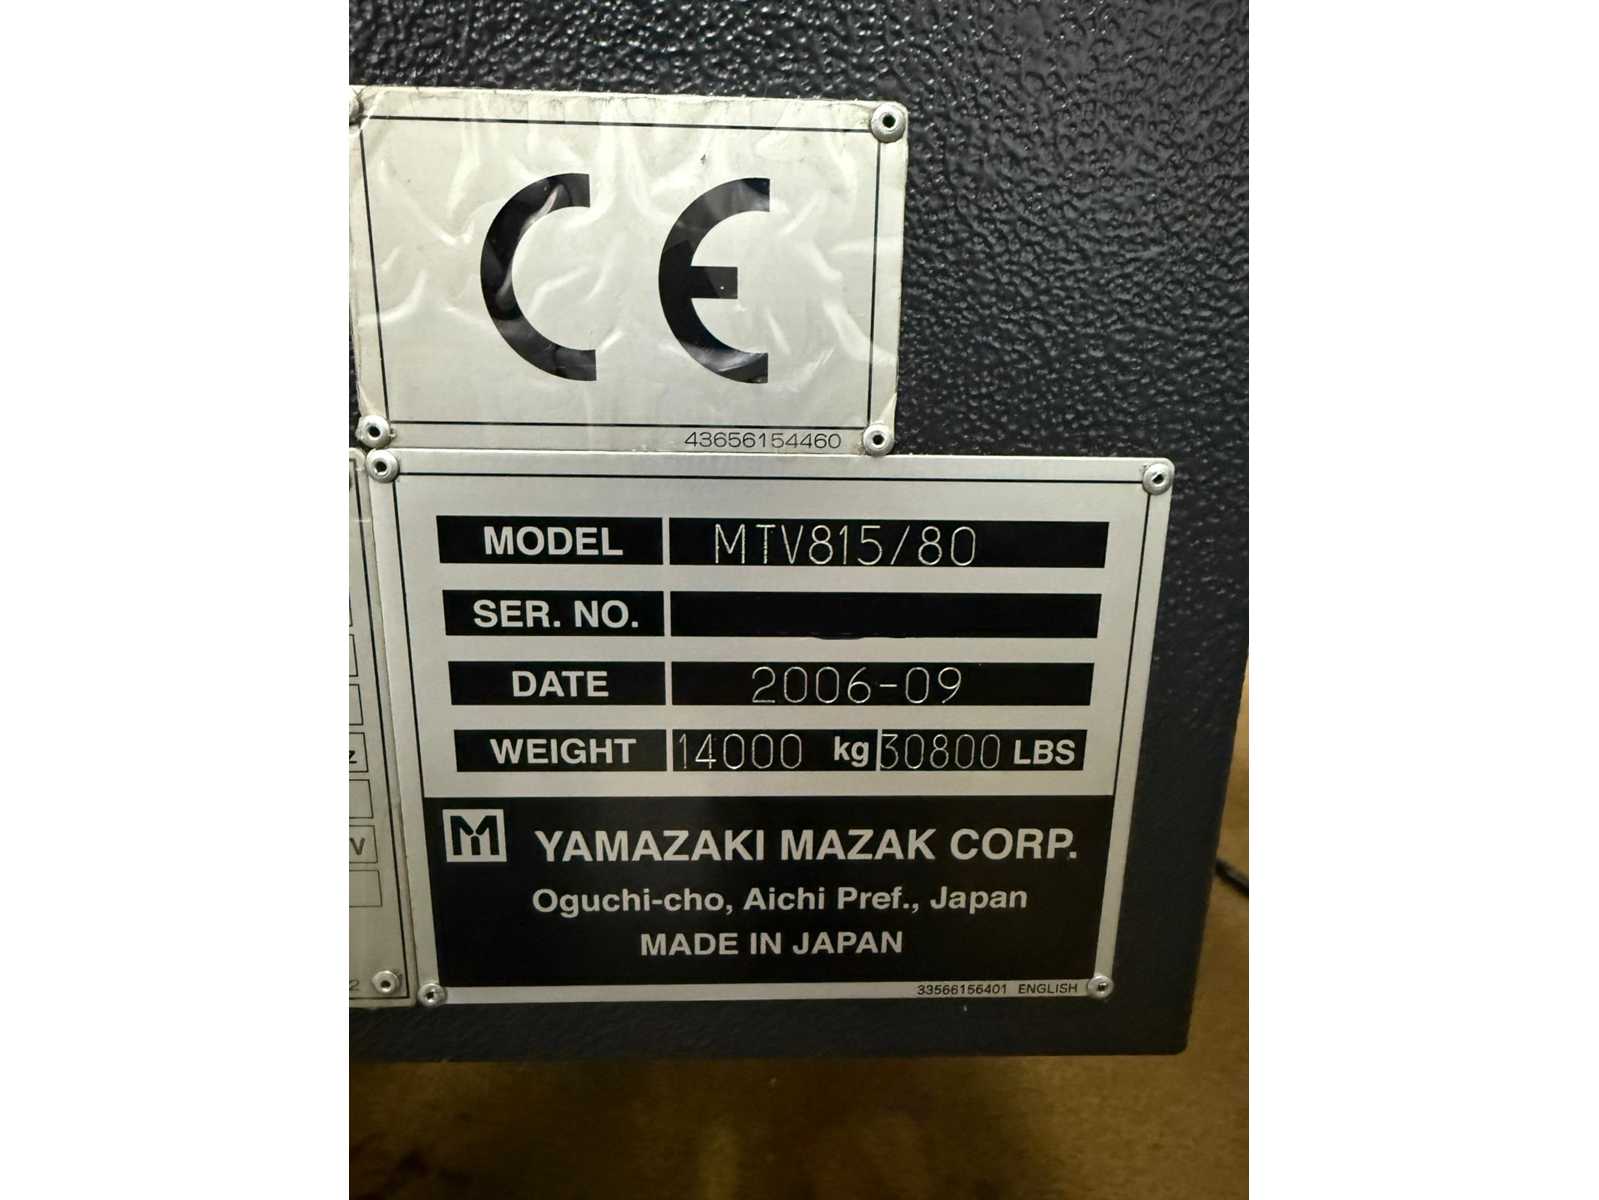 CE
43656154460
MODEL MTV815/80
SER. NO.
DATE 2006-09
WEIGHT 14000 kg 30800 LBS
z
V
2
M YAMAZAKI MAZAK CORP.
Oguchi-cho, Aichi Pref., Japan
MADE IN JAPAN
33566156401 ENGLISH